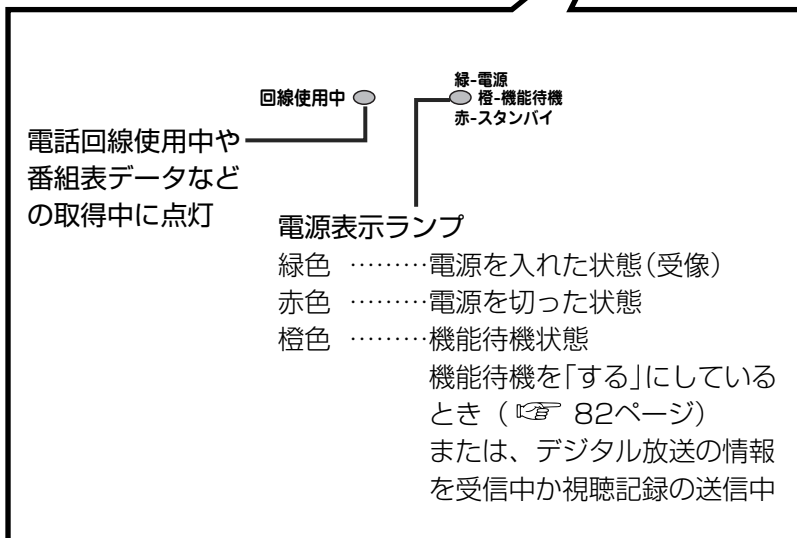 回線使用中
緑-電源
橙-機能待機
赤-スタンバイ
電話回線使用中や
番組表データなど
の取得中に点灯
電源表示ランプ
緑色 ………電源を入れた状態(受像)
赤色 ………電源を切った状態
橙色 ………機能待機状態
機能待機を「する」にしている
とき(☞ 82ページ)
または、デジタル放送の情報
を受信中か視聴記録の送信中